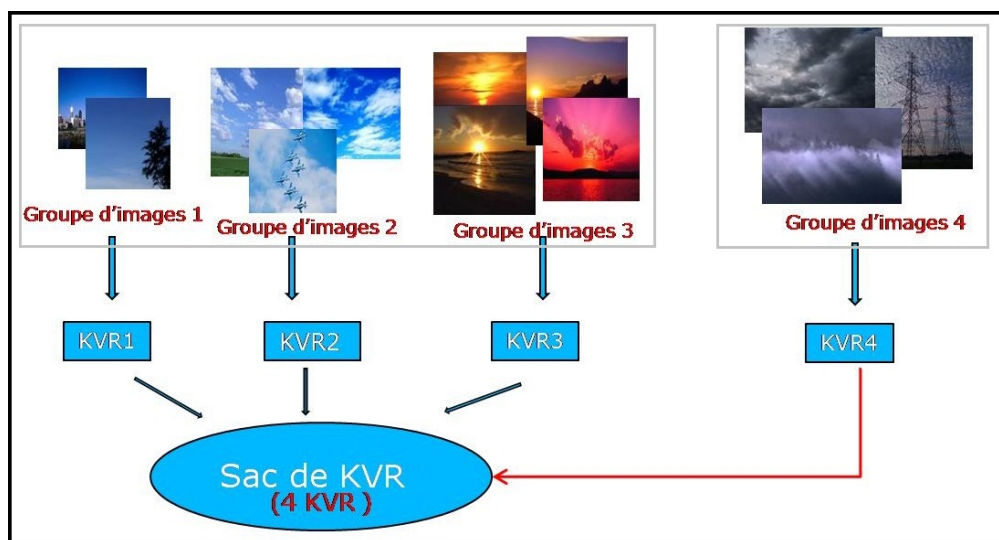 Groupe d'images 1
Groupe d'images 2
Groupe d'images 3
Groupe d'images 4
KVR1
KVR2
KVR3
KVR4
Sac de KVR
(4 KVR )